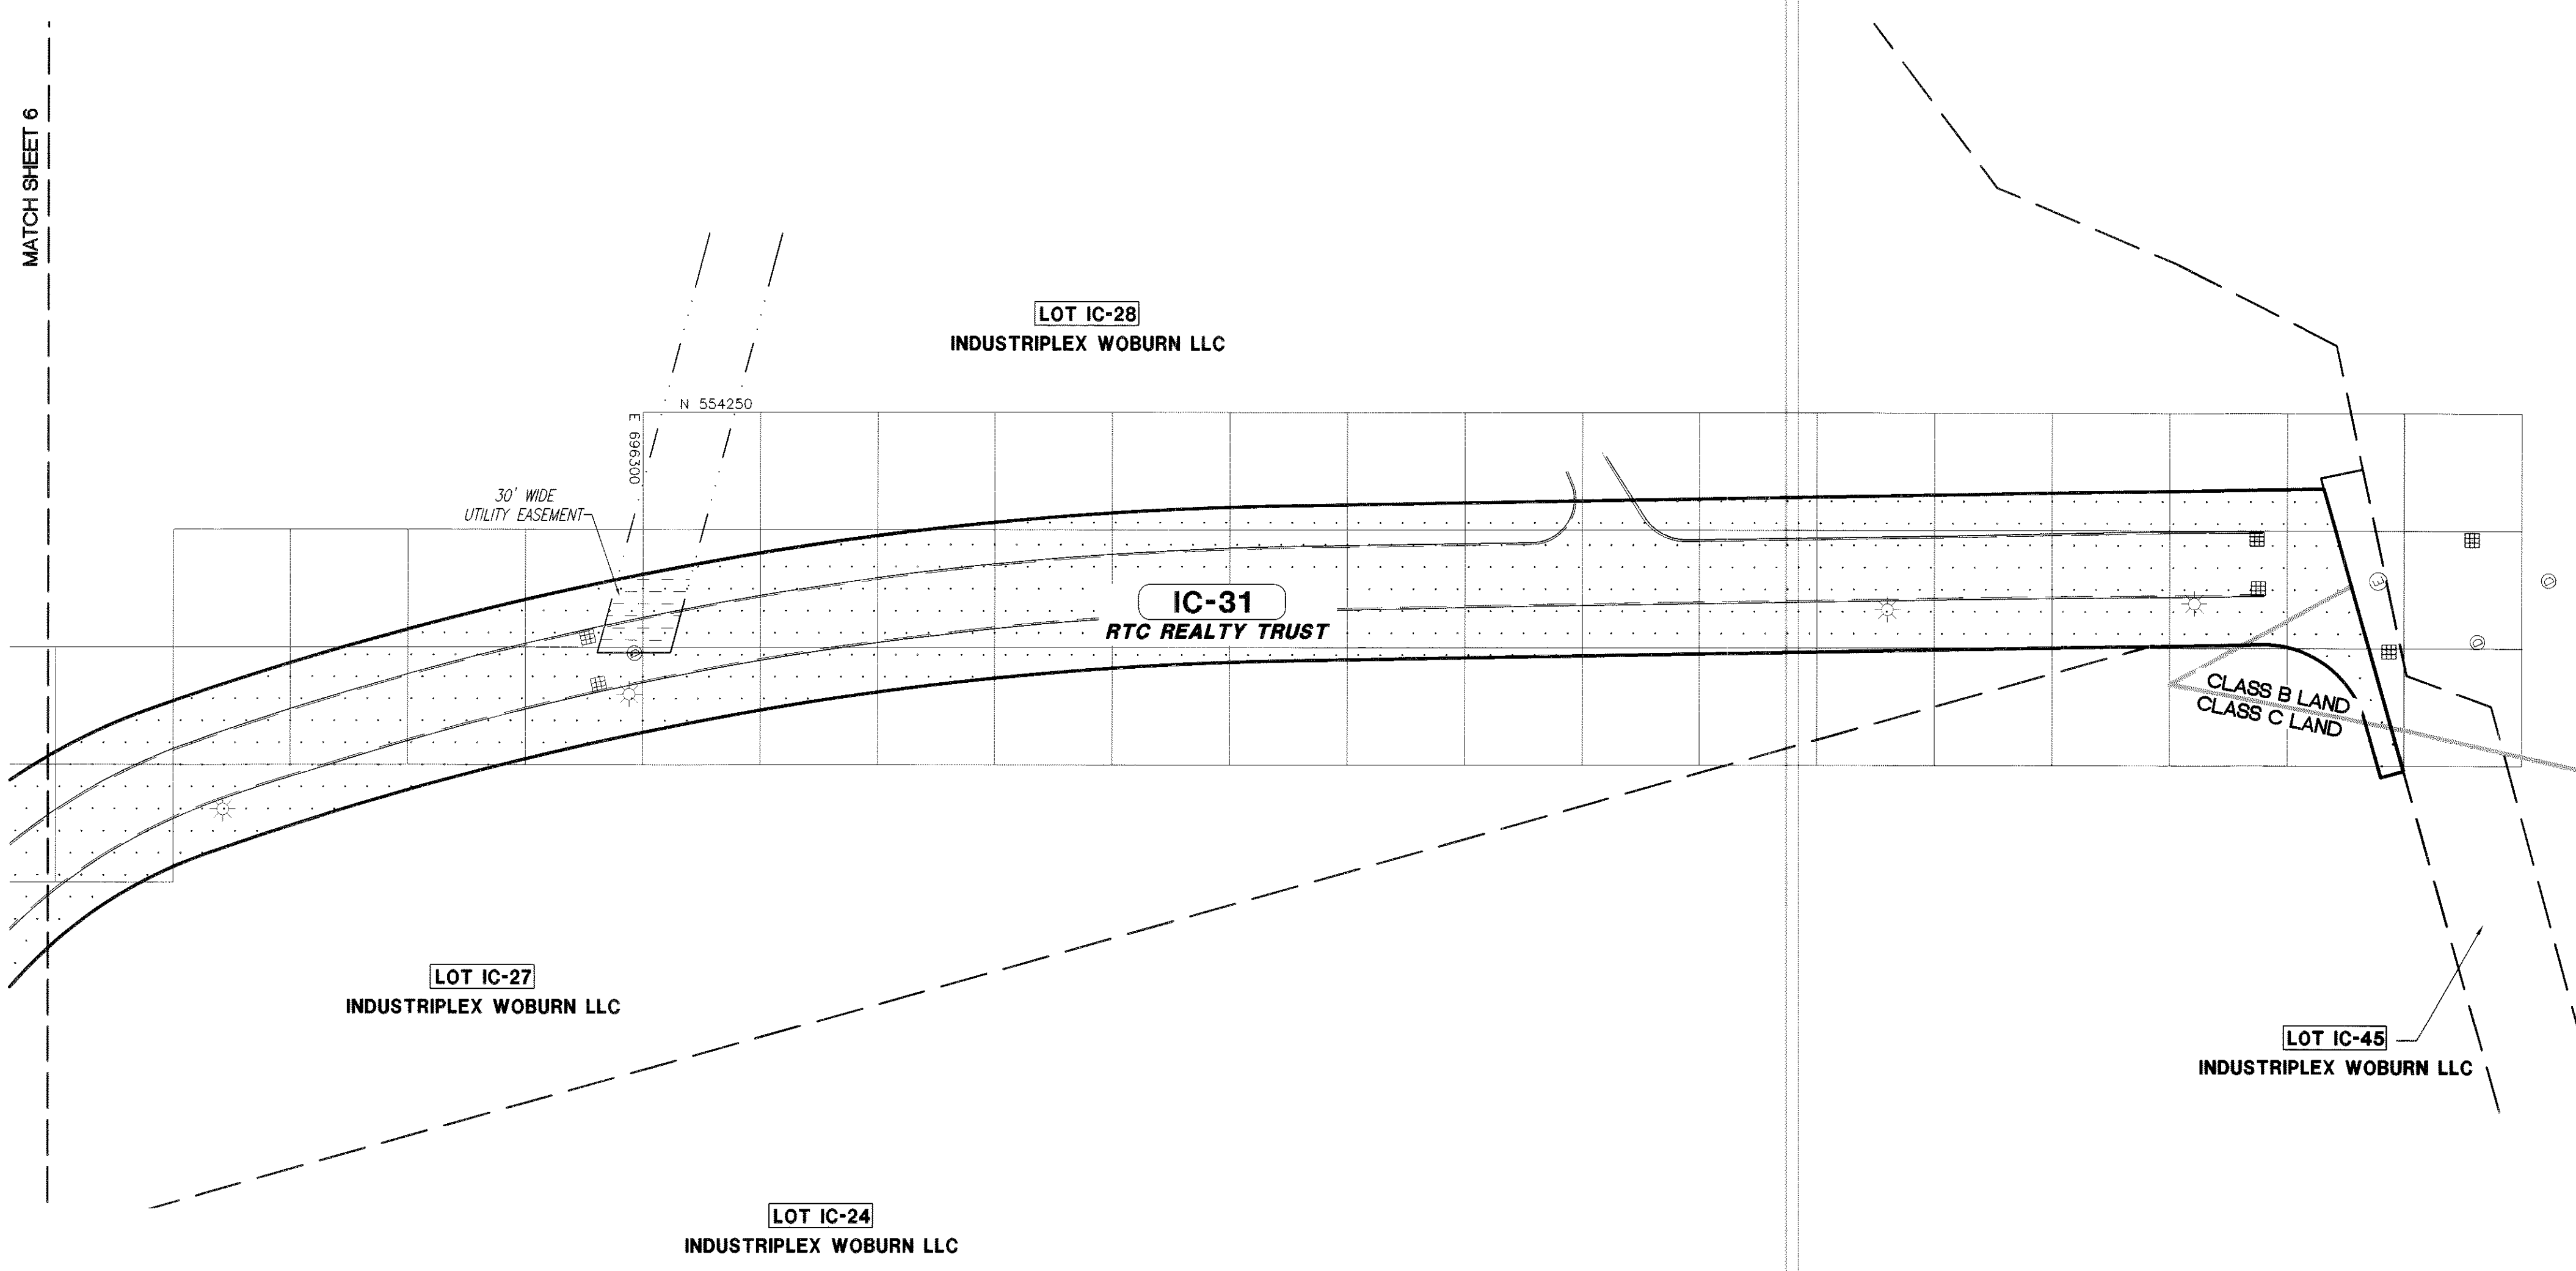 MATCH SHEET 6
LOT IC-28
INDUSTRIPLEX WOBURN LLC
N 554250
E 696300
30' WIDE
UTILITY EASEMENT
IC-31
RTC REALTY TRUST
E
D
D
D
CLASS B LAND
CLASS C LAND
LOT IC-27
INDUSTRIPLEX WOBURN LLC
LOT IC-45
INDUSTRIPLEX WOBURN LLC
LOT IC-24
INDUSTRIPLEX WOBURN LLC